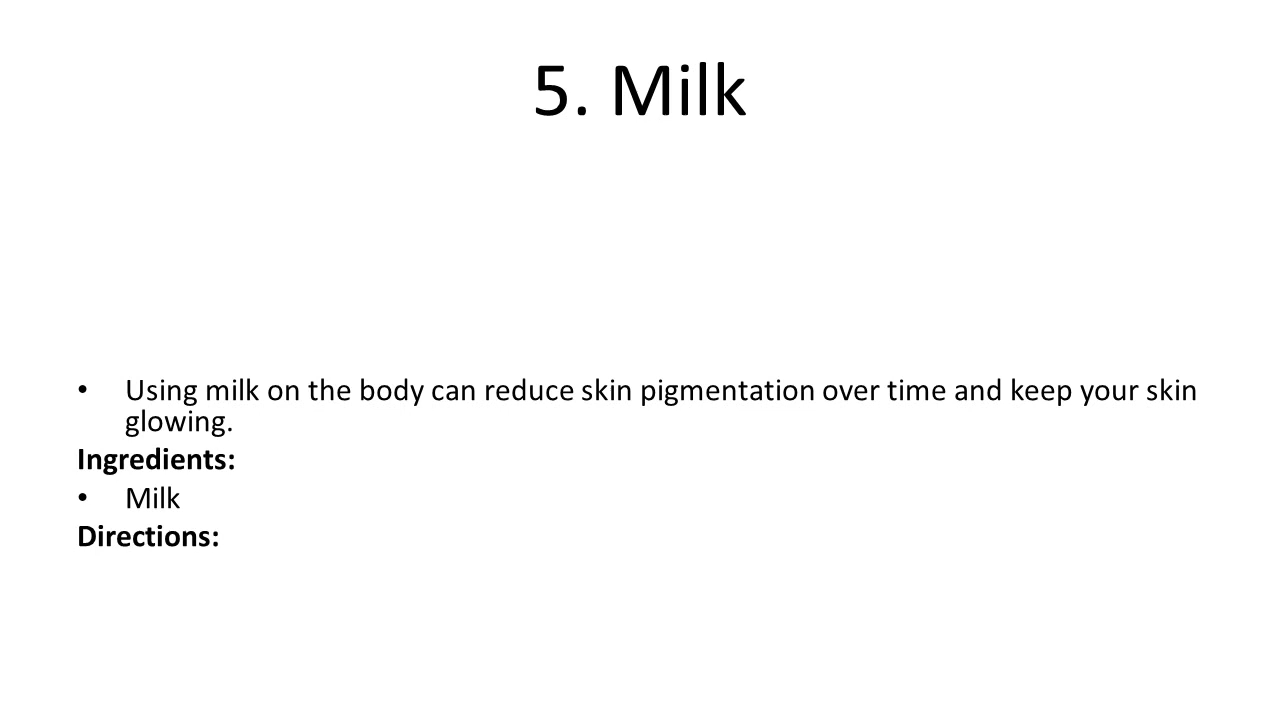 5. Milk
• Using milk on the body can reduce skin pigmentation over time and keep your skin
glowing.
Ingredients:
• Milk
Directions: